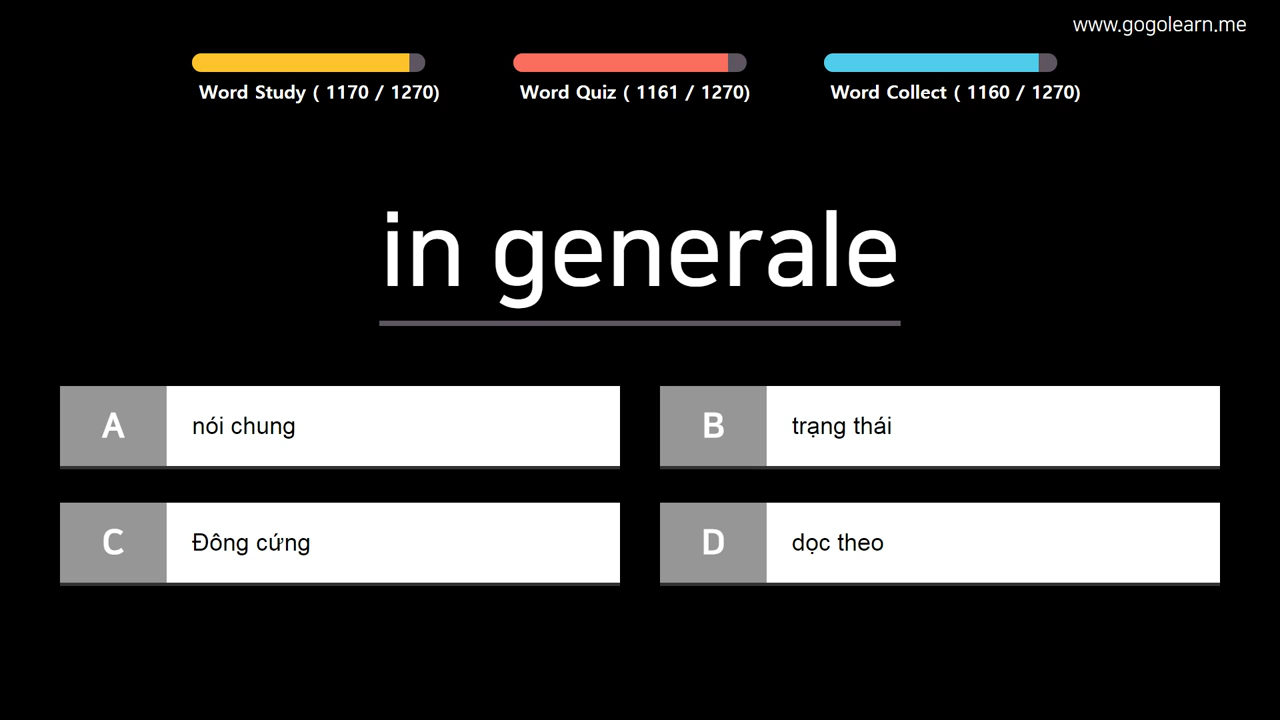 www.gogolearn.me
Word Study ( 1170 / 1270)
Word Quiz ( 1161 / 1270)
Word Collect ( 1160 / 1270)
in generale
A nói chung
B trạng thái
C Đông cứng
D dọc theo